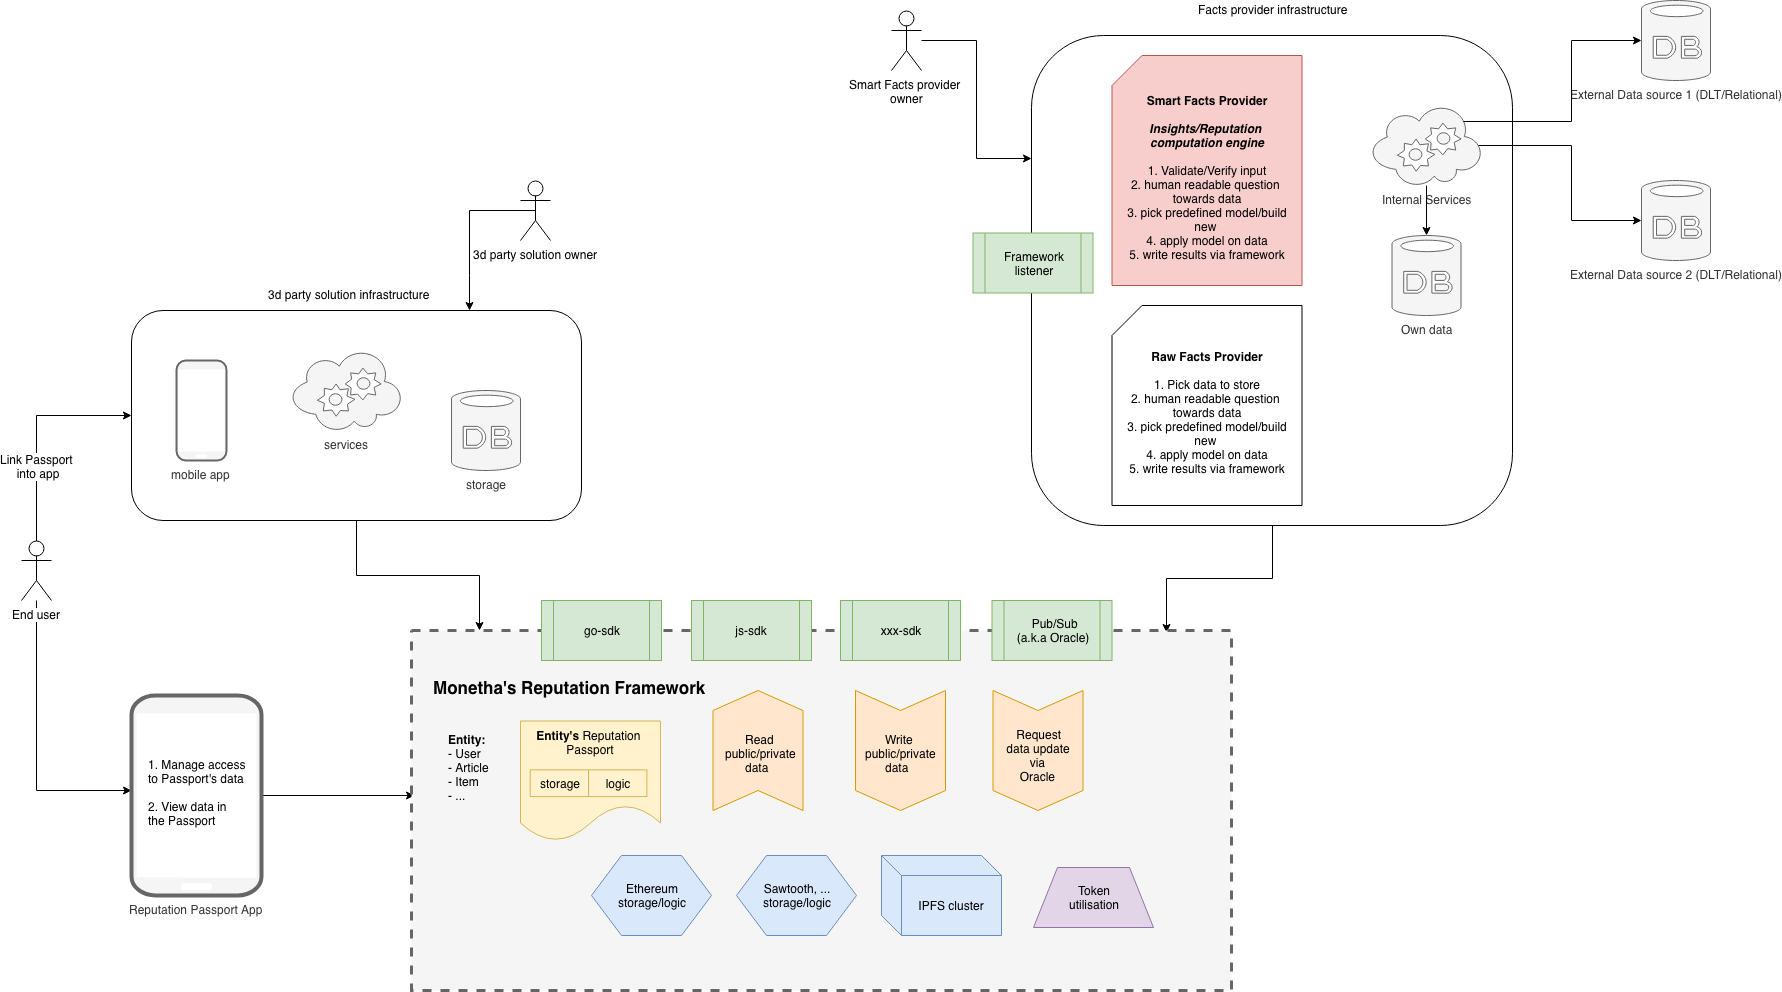 Facts provider infrastructure
Smart Facts provider
owner
Smart Facts Provider
Insights/Reputation
computation engine
1. Validate/Verify input
2. human readable question
towards data
3. pick predefined model/build
new
4. apply model on data
5. write results via framework
DB
External Data source 1 (DLT/Relational)
Internal Services
DB
External Data source 2 (DLT/Relational)
DB
Own data
Framework
listener
Raw Facts Provider
1. Pick data to store
2. human readable question
towards data
3. pick predefined model/build
new
4. apply model on data
5. write results via framework
3d party solution owner
3d party solution infrastructure
mobile app
services
DB
storage
Link Passport
into app
End user
1. Manage access
to Passport's data
2. View data in
the Passport
Reputation Passport App
go-sdk
js-sdk
xxx-sdk
Pub/Sub
(a.k.a Oracle)
Monetha's Reputation Framework
Entity:
- User
- Article
- Item
- ...
Entity's Reputation
Passport
storage
logic
Read
public/private
data
Write
public/private
data
Request
data update
via
Oracle
Ethereum
storage/logic
Sawtooth, ...
storage/logic
IPFS cluster
Token
utilisation